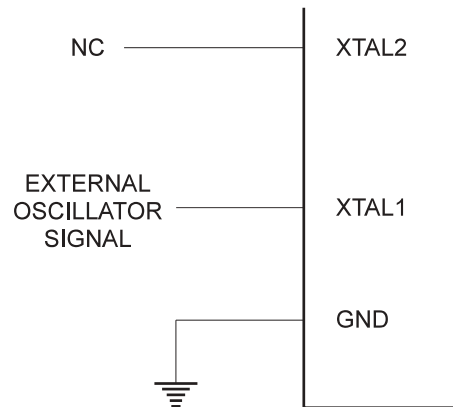 NC
XTAL2
EXTERNAL
OSCILLATOR
SIGNAL
XTAL1
GND